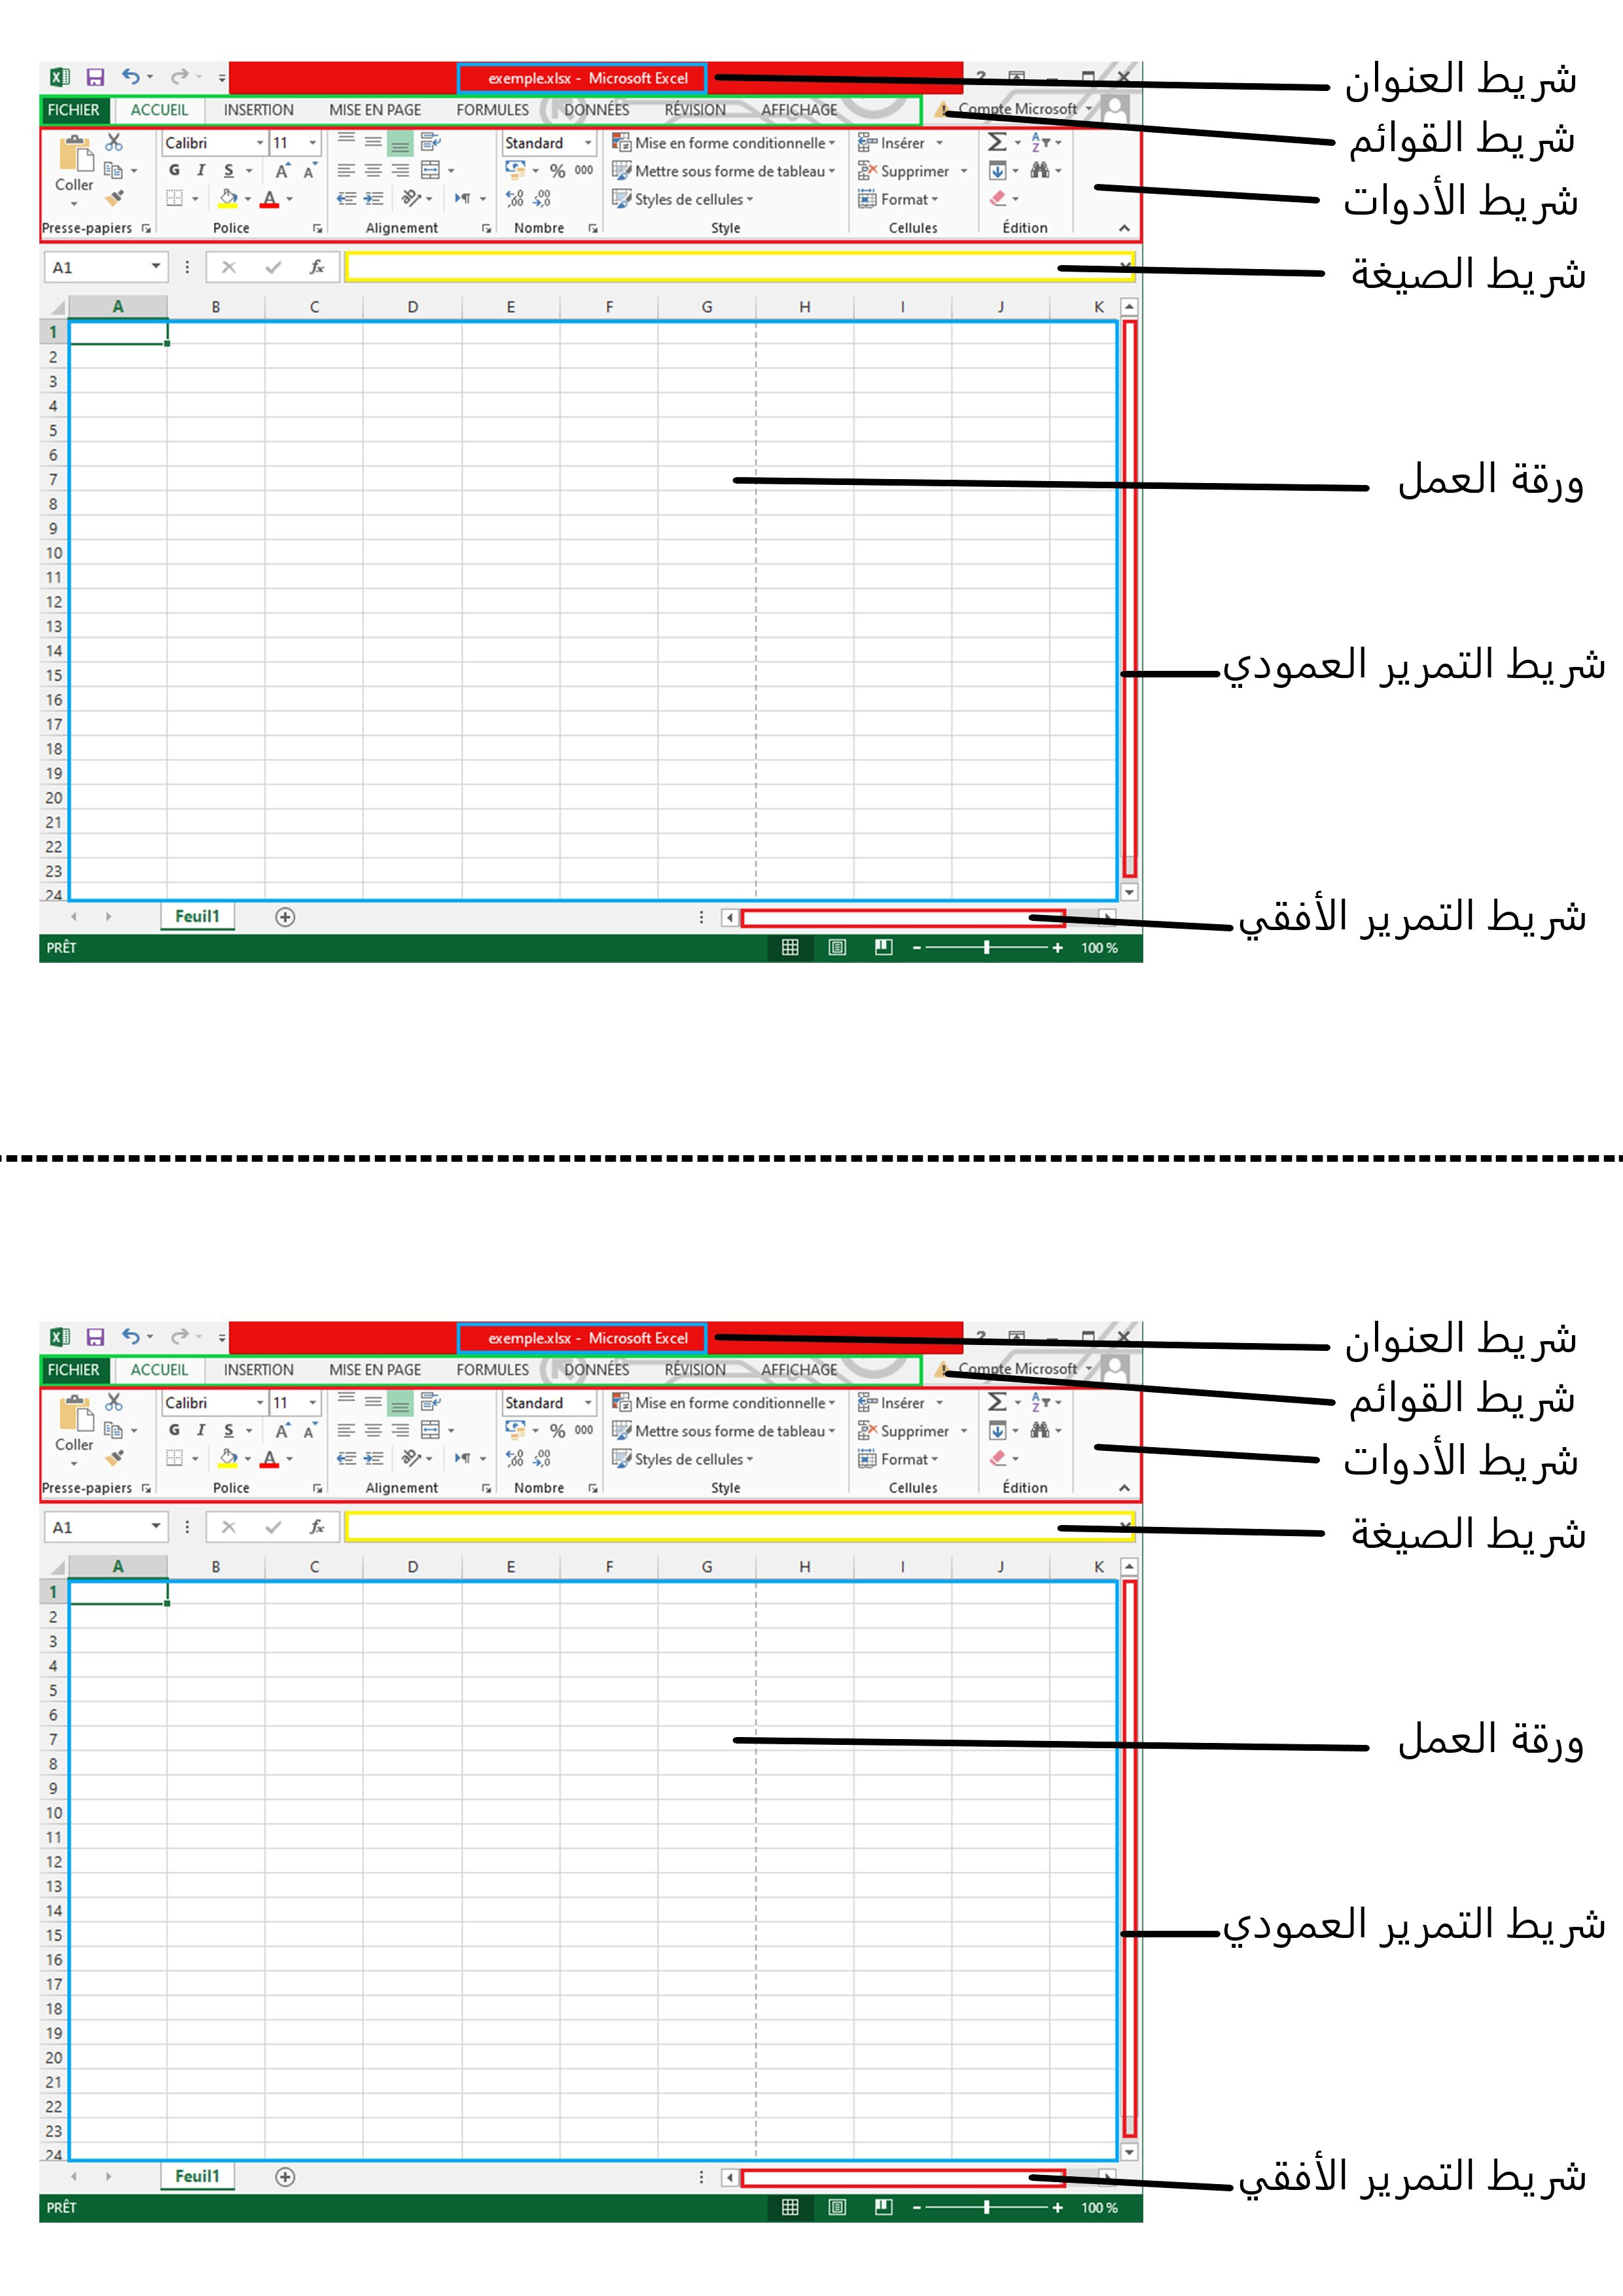 exemple.xlsx - Microsoft Excel
شريط العنوان
FICHIER ACCUEIL INSERTION MISE EN PAGE FORMULES DONNÉES RÉVISION AFFICHAGE Compte Microsoft
شريط القوائم
Calibri 11 Standard Mise en forme conditionnelle Insérer
G I S A A % 000 Mettre sous forme de tableau Supprimer
Coller
Styles de cellules Format
شريط الأدوات
Presse-papiers Police Alignement Nombre Style Cellules Édition
A1 fx
شريط الصيغة
A B C D E F G H I J K
1
2
3
4
5
6
7
ورقة العمل
8
9
10
11
12
13
14
15
شريط التمرير العمودي
16
17
18
19
20
21
22
23
24
Feuil1
شريط التمرير الأفقي
PRÊT 100 %
exemple.xlsx - Microsoft Excel
شريط العنوان
FICHIER ACCUEIL INSERTION MISE EN PAGE FORMULES DONNÉES RÉVISION AFFICHAGE Compte Microsoft
شريط القوائم
Calibri 11 Standard Mise en forme conditionnelle Insérer
G I S A A % 000 Mettre sous forme de tableau Supprimer
Coller
Styles de cellules Format
شريط الأدوات
Presse-papiers Police Alignement Nombre Style Cellules Édition
A1 fx
شريط الصيغة
A B C D E F G H I J K
1
2
3
4
5
6
7
ورقة العمل
8
9
10
11
12
13
14
15
شريط التمرير العمودي
16
17
18
19
20
21
22
23
24
Feuil1
شريط التمرير الأفقي
PRÊT 100 %